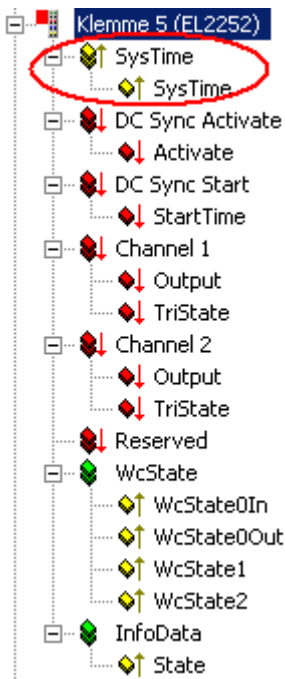 Klemme 5 (EL2252)
SysTime
SysTime
DC Sync Activate
Activate
DC Sync Start
StartTime
Channel 1
Output
TriState
Channel 2
Output
TriState
Reserved
WcState
WcState0In
WcState0Out
WcState1
WcState2
InfoData
State